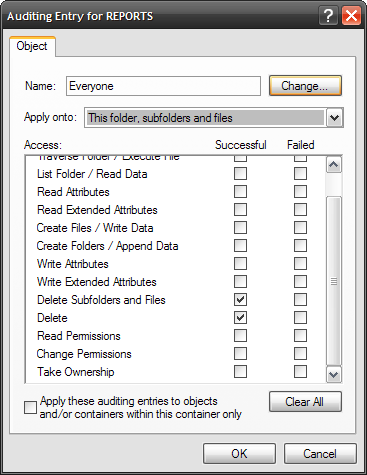 Auditing Entry for REPORTS
Object
Name: Everyone Change...
Apply onto: This folder, subfolders and files
Access: Successful Failed
Traverse Folder / Execute File
List Folder / Read Data
Read Attributes
Read Extended Attributes
Create Files / Write Data
Create Folders / Append Data
Write Attributes
Write Extended Attributes
Delete Subfolders and Files
Delete
Read Permissions
Change Permissions
Take Ownership
Apply these auditing entries to objects
and/or containers within this container only
Clear All
OK Cancel